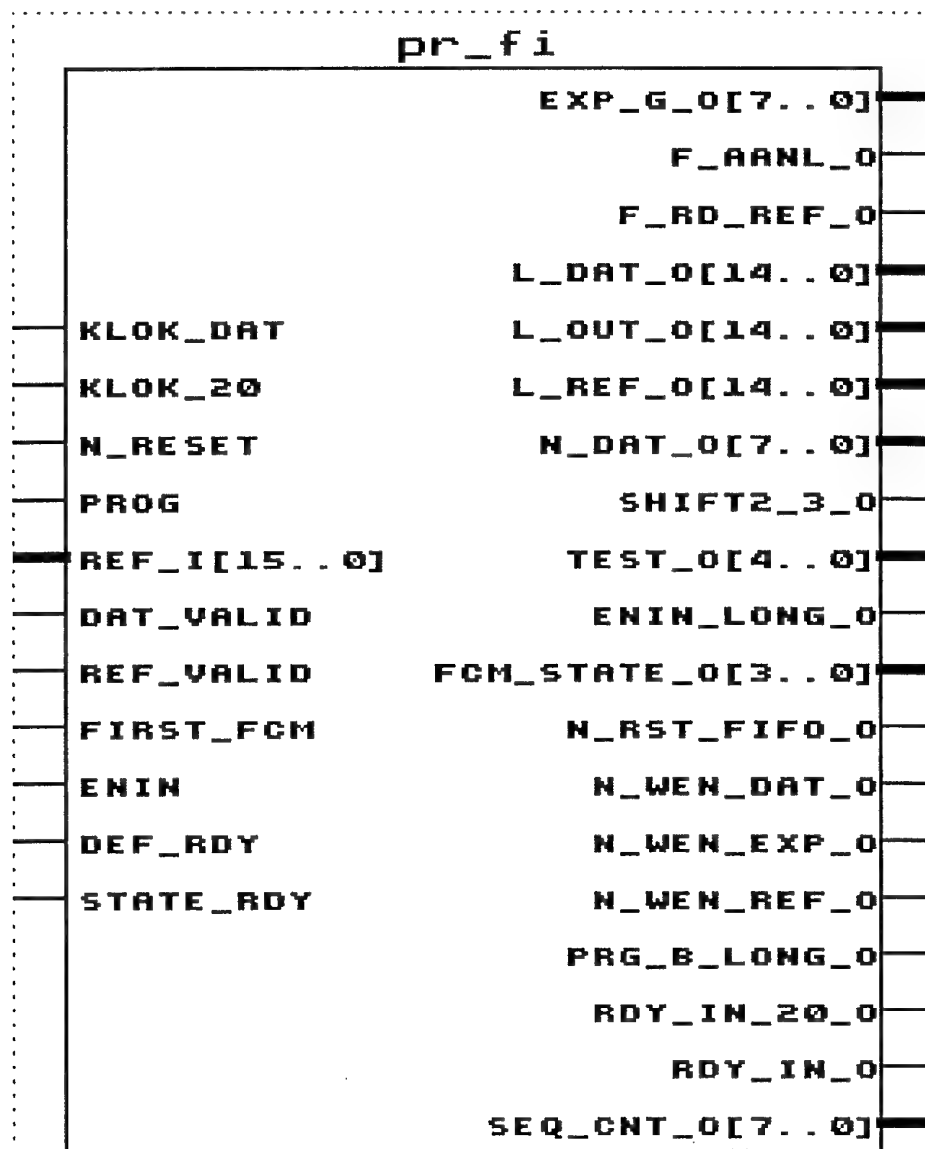 pr_fi
EXP_G_O[7..0]
F_AANL_O
F_RD_REF_O
L_DAT_O[14..0]
KLOK_DAT L_OUT_O[14..0]
KLOK_20 L_REF_O[14..0]
N_RESET N_DAT_O[7..0]
PROG SHIFT2_3_O
REF_I[15..0] TEST_O[4..0]
DAT_VALID ENIN_LONG_O
REF_VALID FCM_STATE_O[3..0]
FIRST_FCM N_RST_FIFO_O
ENIN N_WEN_DAT_O
DEF_RDY N_WEN_EXP_O
STATE_RDY N_WEN_REF_O
PRG_B_LONG_O
RDY_IN_20_O
RDY_IN_O
SEQ_CNT_O[7..0]